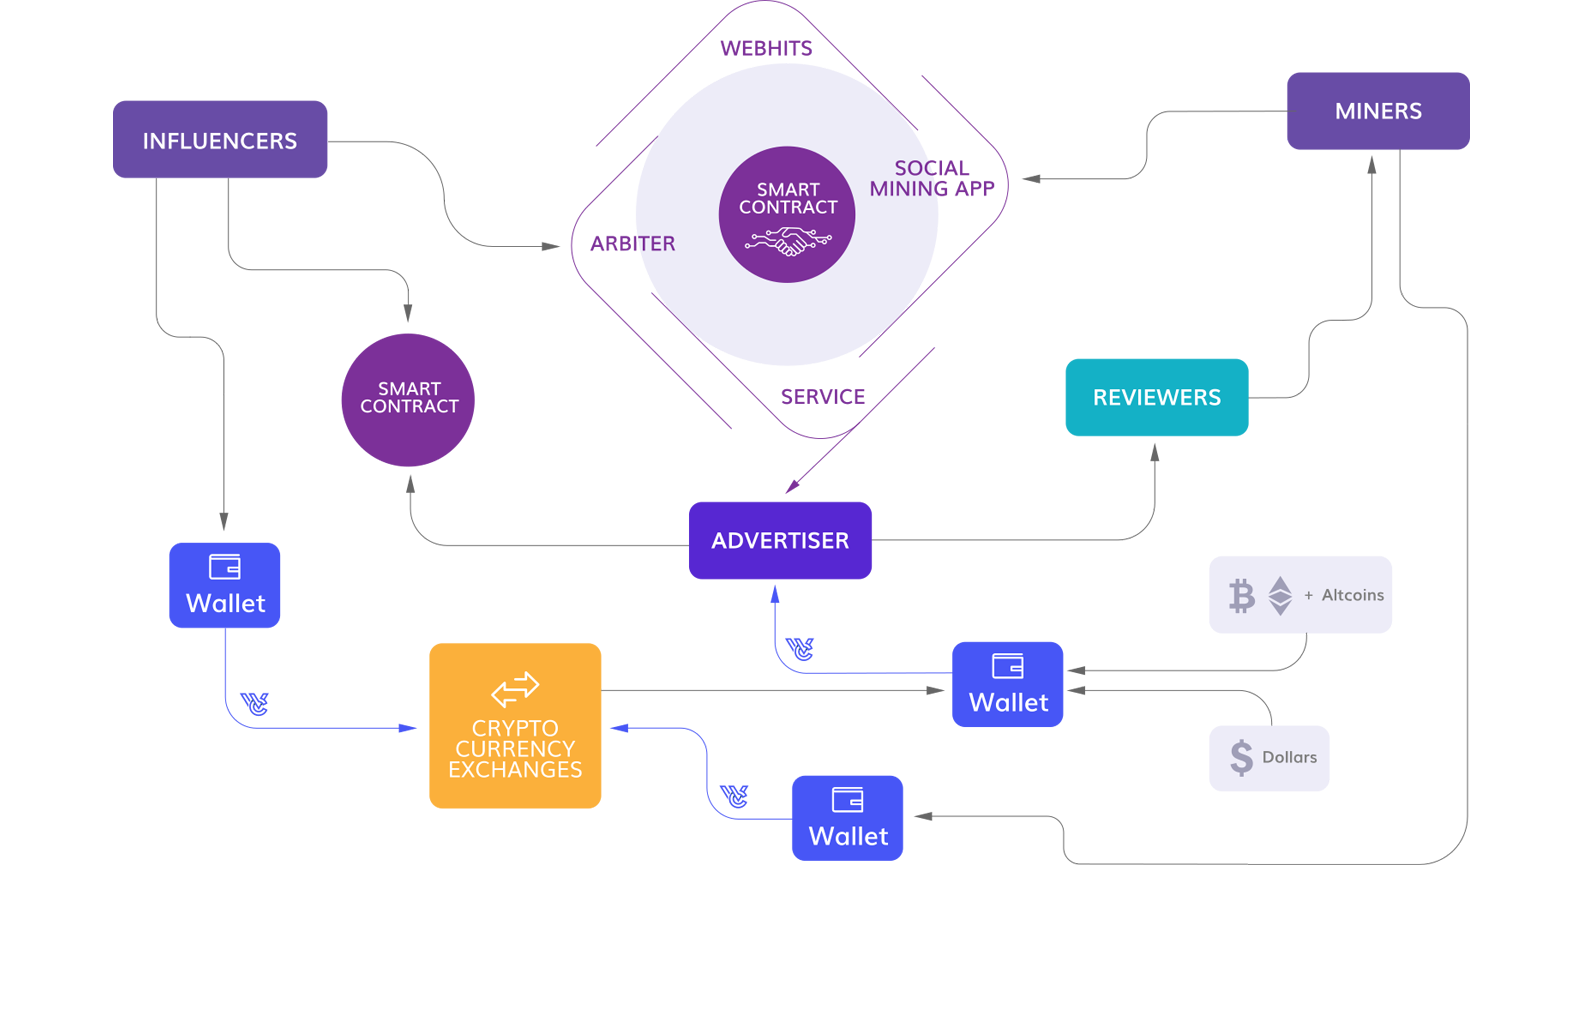 WEBHITS
MINERS
INFLUENCERS
SOCIAL
MINING APP
SMART
CONTRACT
ARBITER
SERVICE
SMART
CONTRACT
REVIEWERS
ADVERTISER
Wallet
+ Altcoins
Wallet
CRYPTO
CURRENCY
EXCHANGES
$ Dollars
Wallet